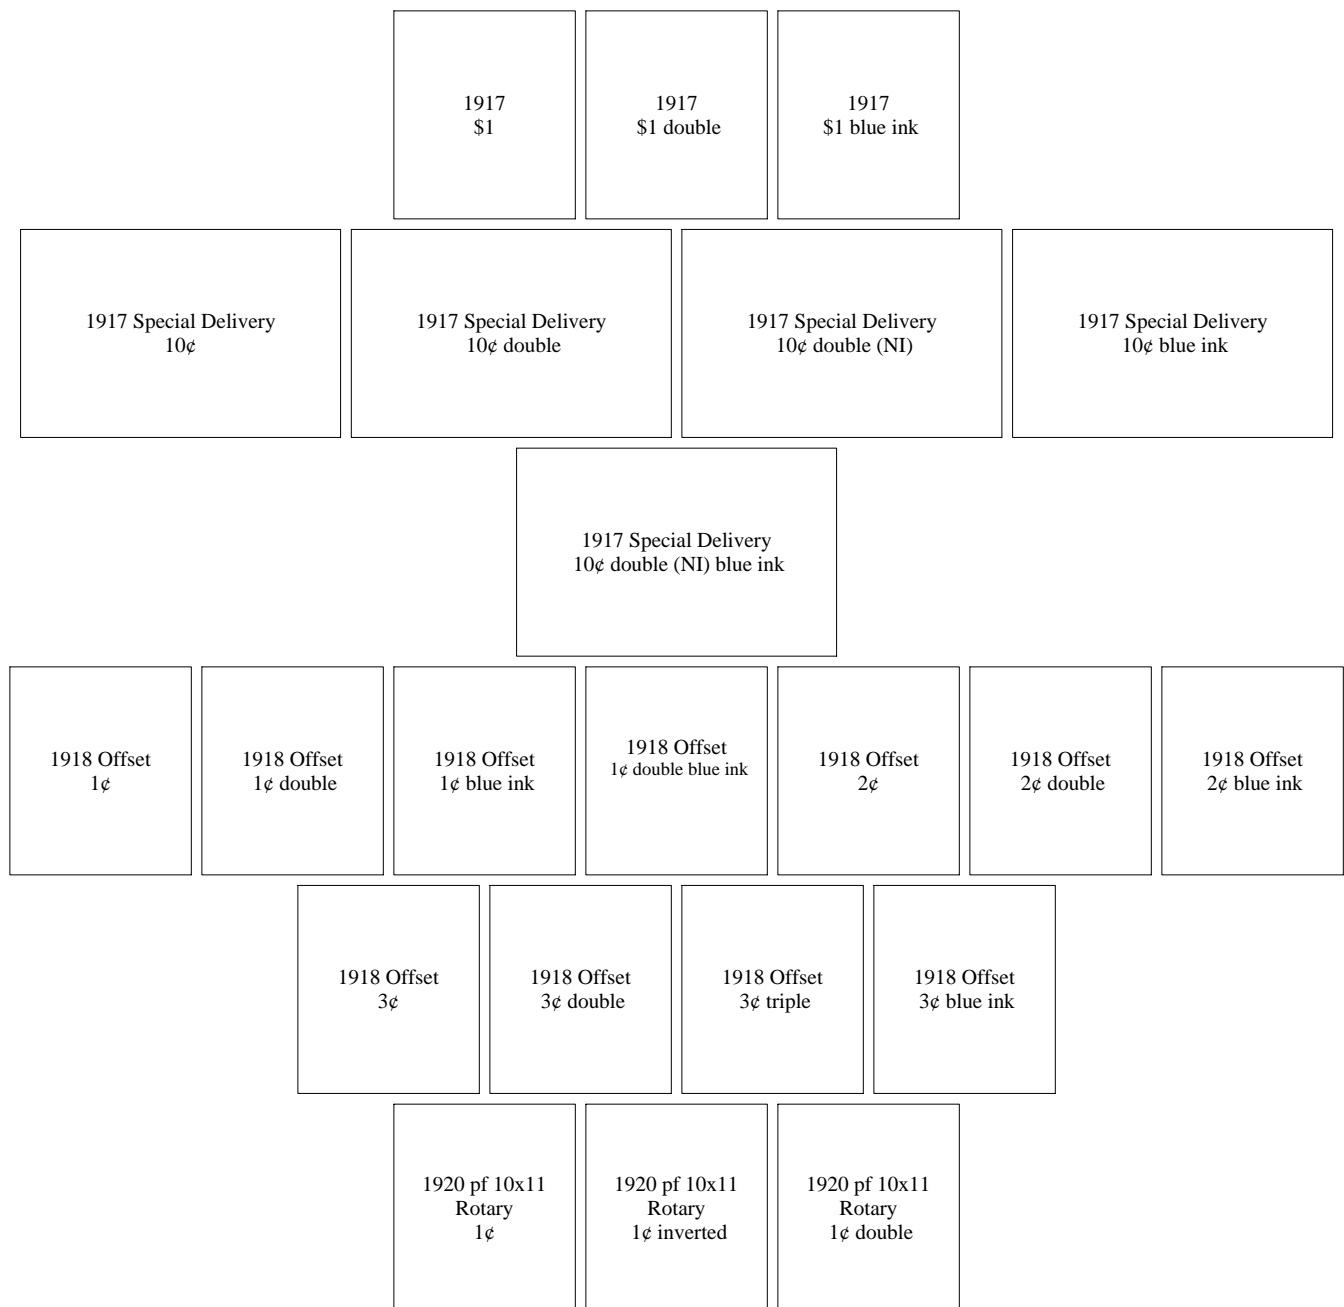 1917
$1
1917
$1 double
1917
$1 blue ink
1917 Special Delivery
10¢
1917 Special Delivery
10¢ double
1917 Special Delivery
10¢ double (NI)
1917 Special Delivery
10¢ blue ink
1917 Special Delivery
10¢ double (NI) blue ink
1918 Offset
1¢
1918 Offset
1¢ double
1918 Offset
1¢ blue ink
1918 Offset
1¢ double blue ink
1918 Offset
2¢
1918 Offset
2¢ double
1918 Offset
2¢ blue ink
1918 Offset
3¢
1918 Offset
3¢ double
1918 Offset
3¢ triple
1918 Offset
3¢ blue ink
1920 pf 10x11
Rotary
1¢
1920 pf 10x11
Rotary
1¢ inverted
1920 pf 10x11
Rotary
1¢ double